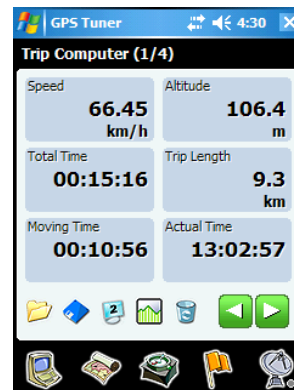 GPS Tuner 4:30
Trip Computer (1/4)
Speed Altitude
66.45 106.4
km/h m
Total Time Trip Length
00:15:16 9.3
km
Moving Time Actual Time
00:10:56 13:02:57
2